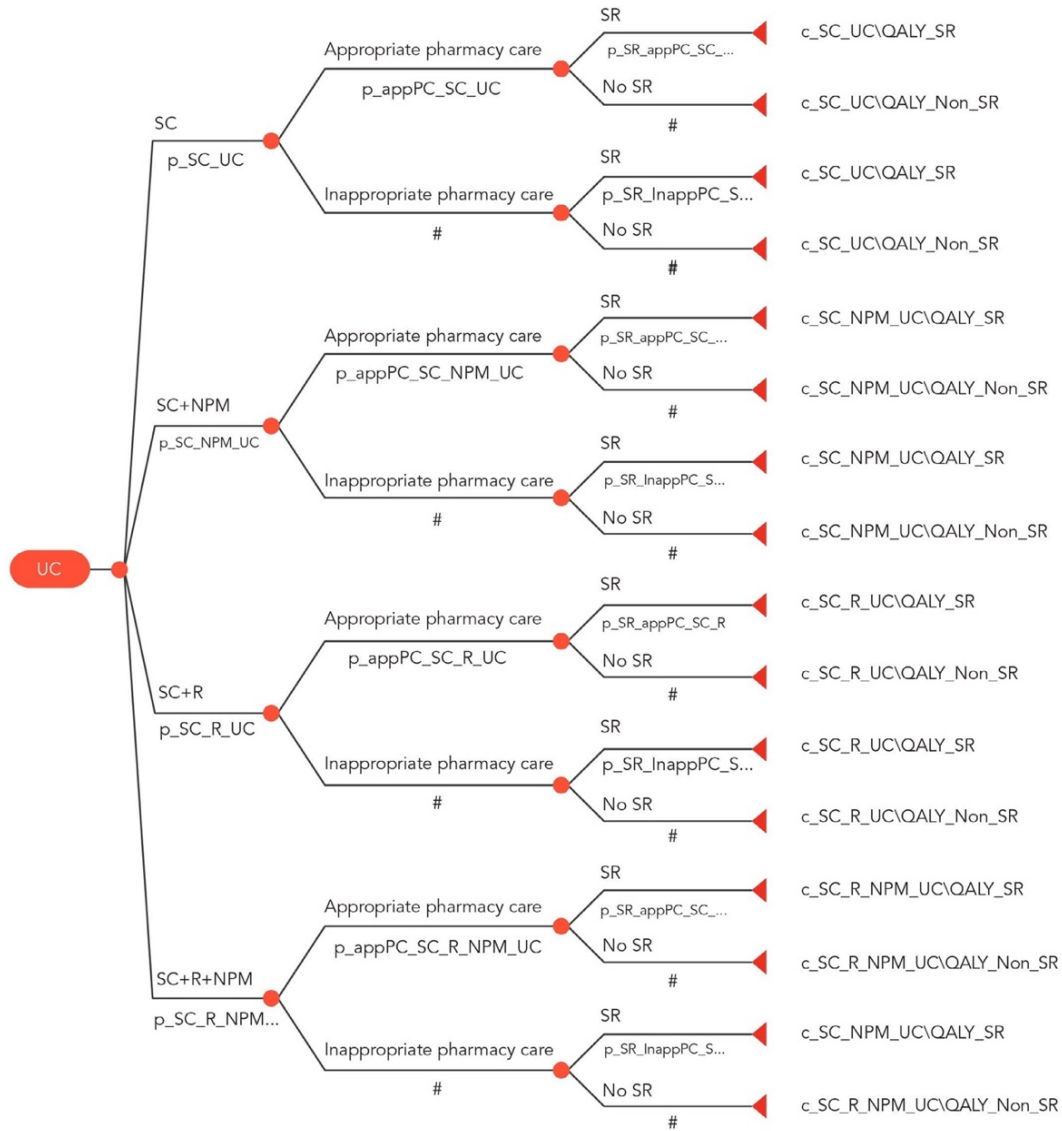 SR
c_SC_UC\QALY_SR
Appropriate pharmacy care
p_SR_appPC_SC_...
p_appPC_SC_UC
No SR
c_SC_UC\QALY_Non_SR
#
SC
p_SC_UC
SR
c_SC_UC\QALY_SR
Inappropriate pharmacy care
p_SR_InappPC_S...
#
No SR
c_SC_UC\QALY_Non_SR
#
SR
c_SC_NPM_UC\QALY_SR
Appropriate pharmacy care
p_SR_appPC_SC_...
p_appPC_SC_NPM_UC
No SR
c_SC_NPM_UC\QALY_Non_SR
#
SC+NPM
p_SC_NPM_UC
SR
c_SC_NPM_UC\QALY_SR
Inappropriate pharmacy care
p_SR_InappPC_S...
#
No SR
c_SC_NPM_UC\QALY_Non_SR
#
UC
SR
c_SC_R_UC\QALY_SR
Appropriate pharmacy care
p_SR_appPC_SC_R
p_appPC_SC_R_UC
No SR
c_SC_R_UC\QALY_Non_SR
#
SC+R
p_SC_R_UC
SR
c_SC_R_UC\QALY_SR
Inappropriate pharmacy care
p_SR_InappPC_S...
#
No SR
c_SC_R_UC\QALY_Non_SR
#
SR
c_SC_R_NPM_UC\QALY_SR
Appropriate pharmacy care
p_SR_appPC_SC_...
p_appPC_SC_R_NPM_UC
No SR
c_SC_R_NPM_UC\QALY_Non_SR
#
SC+R+NPM
p_SC_R_NPM...
SR
c_SC_NPM_UC\QALY_SR
Inappropriate pharmacy care
p_SR_InappPC_S...
#
No SR
c_SC_R_NPM_UC\QALY_Non_SR
#